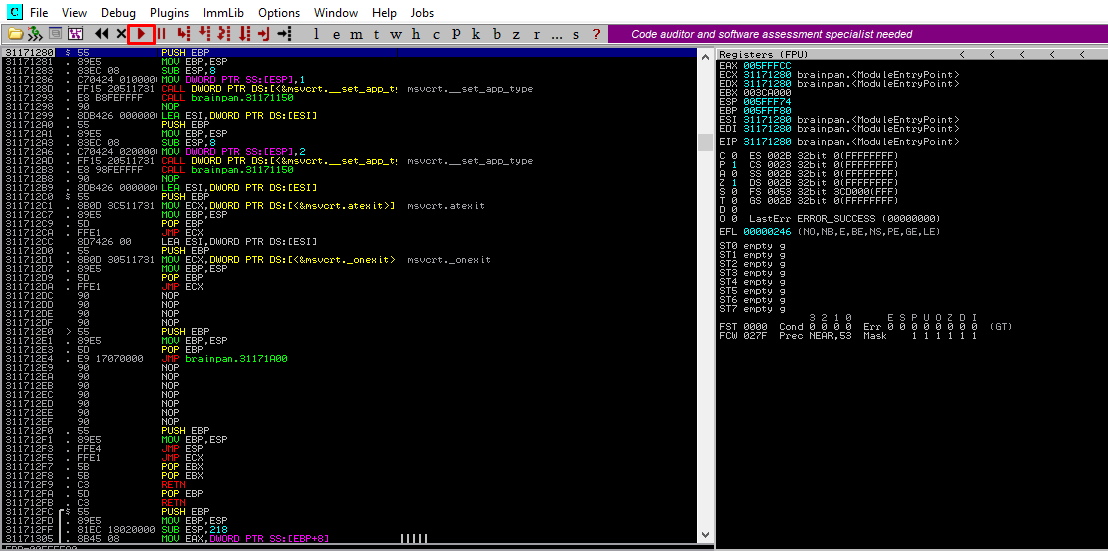 C File View Debug Plugins ImmLib Options Window Help Jobs
l e m t w h c p k b z r ... s ? Code auditor and software assessment specialist needed
31171280 $ 55 PUSH EBP
31171281 . 89E5 MOV EBP,ESP
31171283 . 83EC 08 SUB ESP,8
31171286 . C70424 0100000( MOV DWORD PTR SS:[ESP],1
3117128D . FF15 20511731 CALL DWORD PTR DS:[<&msvcrt.__set_app_ty msvcrt.__set_app_type
31171293 . E8 B8FEFFFF CALL brainpan.31171150
31171298 . 90 NOP
31171299 . 8DB426 000000( LEA ESI,DWORD PTR DS:[ESI]
311712A0 . 55 PUSH EBP
311712A1 . 89E5 MOV EBP,ESP
311712A3 . 83EC 08 SUB ESP,8
311712A6 . C70424 0200000( MOV DWORD PTR SS:[ESP],2
311712AD . FF15 20511731 CALL DWORD PTR DS:[<&msvcrt.__set_app_ty msvcrt.__set_app_type
311712B3 . E8 98FEFFFF CALL brainpan.31171150
311712B8 . 90 NOP
311712B9 . 8DB426 000000( LEA ESI,DWORD PTR DS:[ESI]
311712C0 $ 55 PUSH EBP
311712C1 . 8B0D 3C511731 MOV ECX,DWORD PTR DS:[<&msvcrt.atexit>] msvcrt.atexit
311712C7 . 89E5 MOV EBP,ESP
311712C9 . 5D POP EBP
311712CA . FFE1 JMP ECX
311712CC 8D7426 00 LEA ESI,DWORD PTR DS:[ESI]
311712D0 . 55 PUSH EBP
311712D1 . 8B0D 30511731 MOV ECX,DWORD PTR DS:[<&msvcrt._onexit> msvcrt._onexit
311712D7 . 89E5 MOV EBP,ESP
311712D9 . 5D POP EBP
311712DA . FFE1 JMP ECX
311712DC 90 NOP
311712DD 90 NOP
311712DE 90 NOP
311712DF 90 NOP
311712E0 > 55 PUSH EBP
311712E1 . 89E5 MOV EBP,ESP
311712E3 . 5D POP EBP
311712E4 .- E9 17070000 JMP brainpan.31171A00
311712E9 90 NOP
311712EA 90 NOP
311712EB 90 NOP
311712EC 90 NOP
311712ED 90 NOP
311712EE 90 NOP
311712EF 90 NOP
311712F0 . 55 PUSH EBP
311712F1 . 89E5 MOV EBP,ESP
311712F3 . FFE4 JMP ESP
311712F5 . FFE1 JMP ECX
311712F7 . 5B POP EBX
311712F8 . 5B POP EBX
311712F9 . C3 RETN
311712FA . 5D POP EBP
311712FB . C3 RETN
311712FC $ 55 PUSH EBP
311712FD . 89E5 MOV EBP,ESP
311712FF . 81EC 18020000 SUB ESP,218
31171305 . 8B45 08 MOV EAX,DWORD PTR SS:[EBP+8]
Registers (FPU) < < < < <
EAX 005FFFCC
ECX 31171280 brainpan.<ModuleEntryPoint>
EDX 31171280 brainpan.<ModuleEntryPoint>
EBX 003CA000
ESP 005FFF74
EBP 005FFF80
ESI 31171280 brainpan.<ModuleEntryPoint>
EDI 31171280 brainpan.<ModuleEntryPoint>
EIP 31171280 brainpan.<ModuleEntryPoint>
C 0 ES 002B 32bit 0(FFFFFFFF)
P 1 CS 0023 32bit 0(FFFFFFFF)
A 0 SS 002B 32bit 0(FFFFFFFF)
Z 1 DS 002B 32bit 0(FFFFFFFF)
S 0 FS 0053 32bit 3CD000(FFF)
T 0 GS 002B 32bit 0(FFFFFFFF)
D 0
O 0 LastErr ERROR_SUCCESS (00000000)
EFL 00000246 (NO,NB,E,BE,NS,PE,GE,LE)
ST0 empty g
ST1 empty g
ST2 empty g
ST3 empty g
ST4 empty g
ST5 empty g
ST6 empty g
ST7 empty g
3 2 1 0 E S P U O Z D I
FST 0000 Cond 0 0 0 0 Err 0 0 0 0 0 0 0 0 (GT)
FCW 027F Prec NEAR,53 Mask 1 1 1 1 1 1